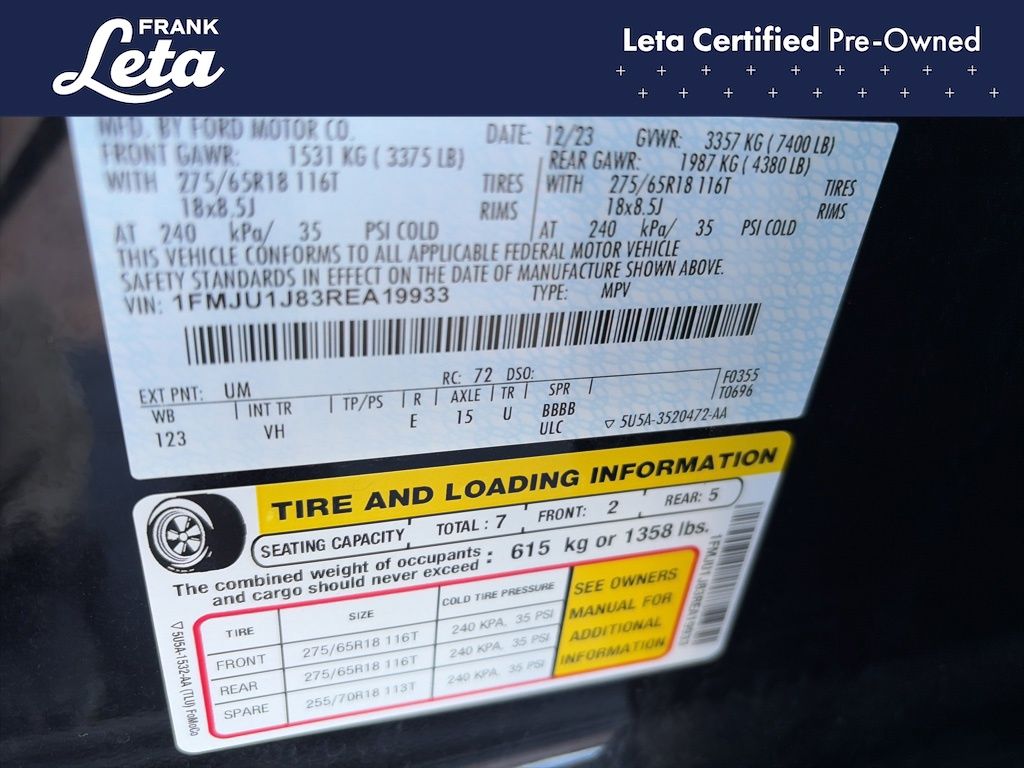 FRANK
Leta
Leta Certified Pre-Owned
MFD. BY FORD MOTOR CO. DATE: 12/23 GVWR: 3357 KG ( 7400 LB)
FRONT GAWR: 1531 KG ( 3375 LB) REAR GAWR: 1987 KG ( 4380 LB)
WITH 275/65R18 116T TIRES WITH 275/65R18 116T TIRES
18x8.5J RIMS 18x8.5J RIMS
AT 240 kPa/ 35 PSI COLD AT 240 kPa/ 35 PSI COLD
THIS VEHICLE CONFORMS TO ALL APPLICABLE FEDERAL MOTOR VEHICLE
SAFETY STANDARDS IN EFFECT ON THE DATE OF MANUFACTURE SHOWN ABOVE.
VIN: 1FMJU1J83REA19933 TYPE: MPV
EXT PNT: UM RC: 72 DSO: F0355
WB INT TR TP/PS R AXLE TR SPR T0696
123 VH E 15 U BBBB
ULC ▽ 5U5A-3520472-AA
TIRE AND LOADING INFORMATION
SEATING CAPACITY TOTAL : 7 FRONT: 2 REAR: 5
The combined weight of occupants
and cargo should never exceed : 615 kg or 1358 lbs.
TIRE SIZE COLD TIRE PRESSURE
FRONT 275/65R18 116T 240 KPA. 35 PSI
REAR 275/65R18 116T 240 KPA. 35 PSI
SPARE 255/70R18 113T 240 KPA. 35 PSI
SEE OWNERS
MANUAL FOR
ADDITIONAL
INFORMATION
▽ 5U5A-1532-AA (TLU) FoMoCo
1FMJU1J83REA19933